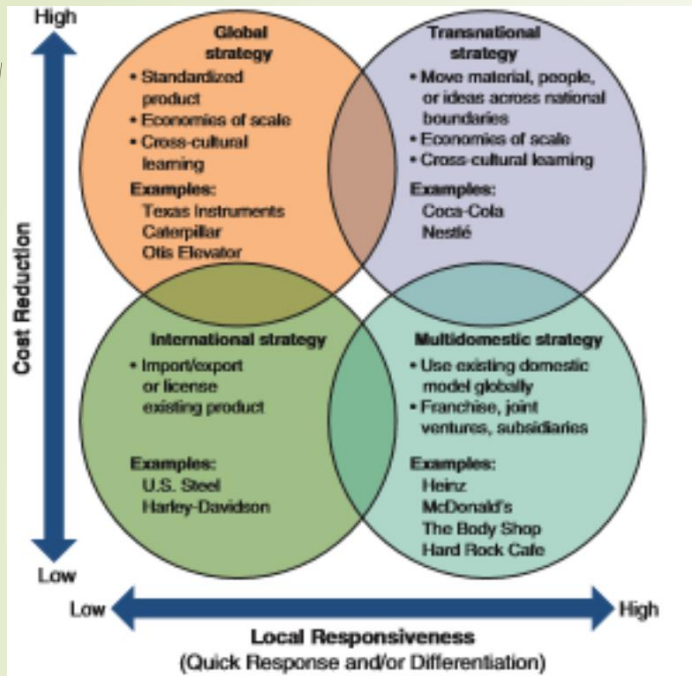 High
Cost Reduction
Low
Global
strategy
• Standardized
product
• Economies of scale
• Cross-cultural
learning
Examples:
Texas Instruments
Caterpillar
Otis Elevator
Transnational
strategy
• Move material, people,
or ideas across national
boundaries
• Economies of scale
• Cross-cultural learning
Examples:
Coca-Cola
Nestlé
International strategy
• Import/export
or license
existing product
Examples:
U.S. Steel
Harley-Davidson
Multidomestic strategy
• Use existing domestic
model globally
• Franchise, joint
ventures, subsidiaries
Examples:
Heinz
McDonald's
The Body Shop
Hard Rock Cafe
Low
High
Local Responsiveness
(Quick Response and/or Differentiation)